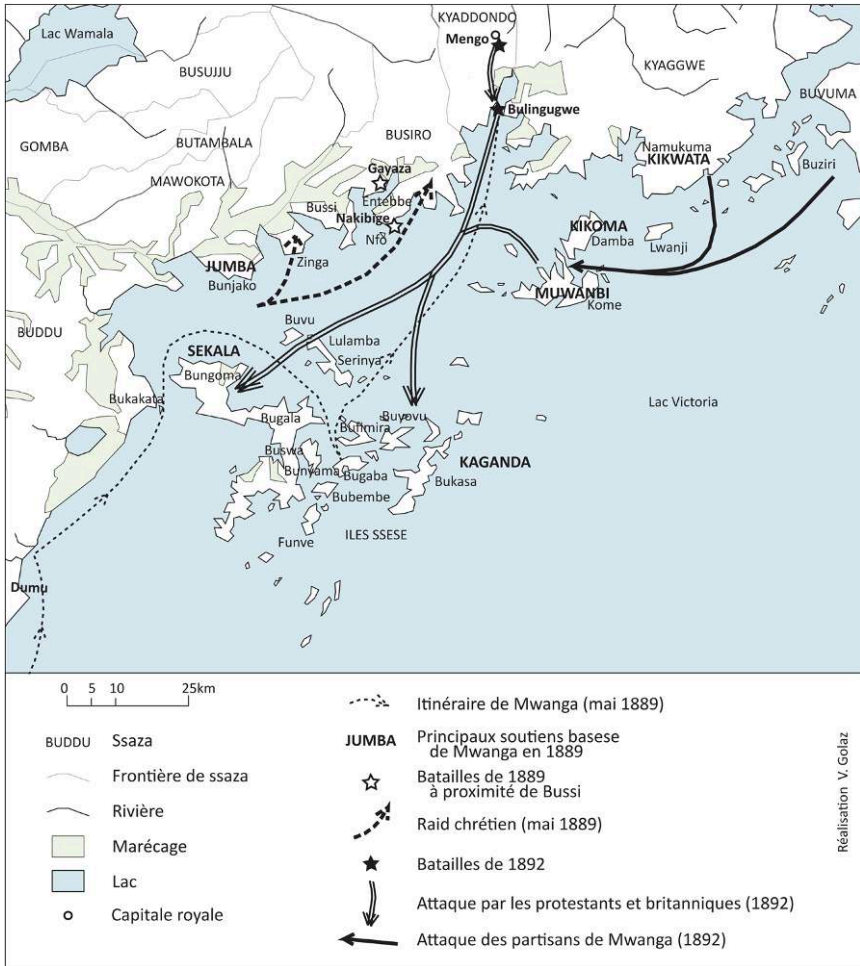 KYADDONDO
Lac Wamala
Mengo
BUSUJJU
KYAGGWE
BUVUMA
Bulingugwe
BUSIRO
GOMBA
BUTAMBALA
Namukuma
Gayaza
KIKWATA
Buziri
MAWOKOTA
Entebbe
Bussi
Nakibige
KIKOMA
Nfo
Damba
Lwanji
Zinga
JUMBA
Bunjako
MUWANBI
Kome
Buvu
BUDDU
Lulamba
SEKALA
Serinya
Bungoma
Bukakata
Lac Victoria
Bugala
Buyovu
Bufimira
Buswa
KAGANDA
Bunyama
Bugaba
Bukasa
Bubembe
Funve
ILES SSESE
Dumu
0 5 10 25km
BUDDU Ssaza
Frontière de ssaza
Rivière
Marécage
Lac
Capitale royale
Itinéraire de Mwanga (mai 1889)
JUMBA Principaux soutiens basese
de Mwanga en 1889
Batailles de 1889
à proximité de Bussi
Raid chrétien (mai 1889)
Batailles de 1892
Attaque par les protestants et britanniques (1892)
Attaque des partisans de Mwanga (1892)
Réalisation V. Golaz